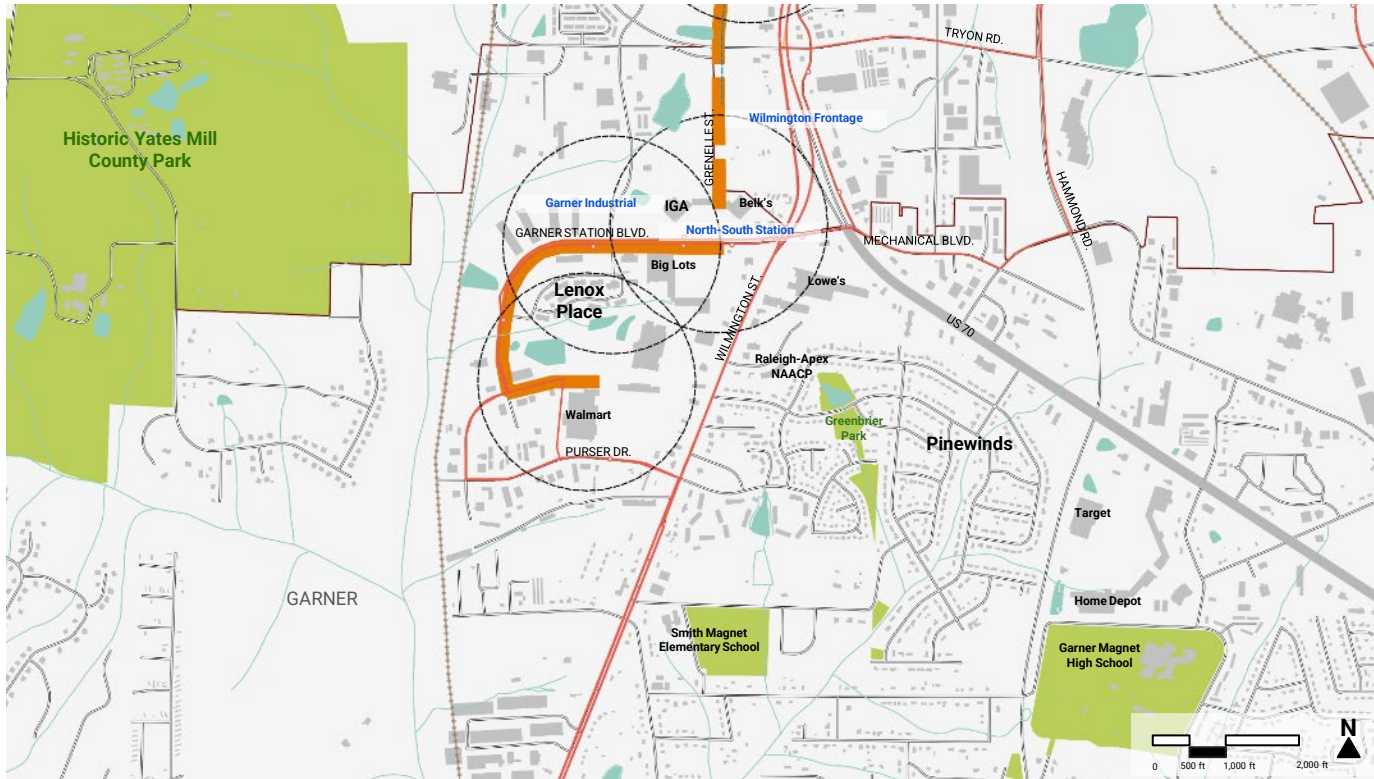 TRYON RD.
Wilmington Frontage
Historic Yates Mill
County Park
GRENELLE ST.
HAMMOND RD.
Garner Industrial
IGA
Belk's
GARNER STATION BLVD.
North-South Station
MECHANICAL BLVD.
Big Lots
Lowe's
Lenox
Place
WILMINGTON ST.
US 70
Raleigh-Apex
NAACP
Walmart
Greenbrier
Park
Pinewinds
PURSER DR.
Target
GARNER
Home Depot
Smith Magnet
Elementary School
Garner Magnet
High School
N
0 500 ft 1,000 ft 2,000 ft